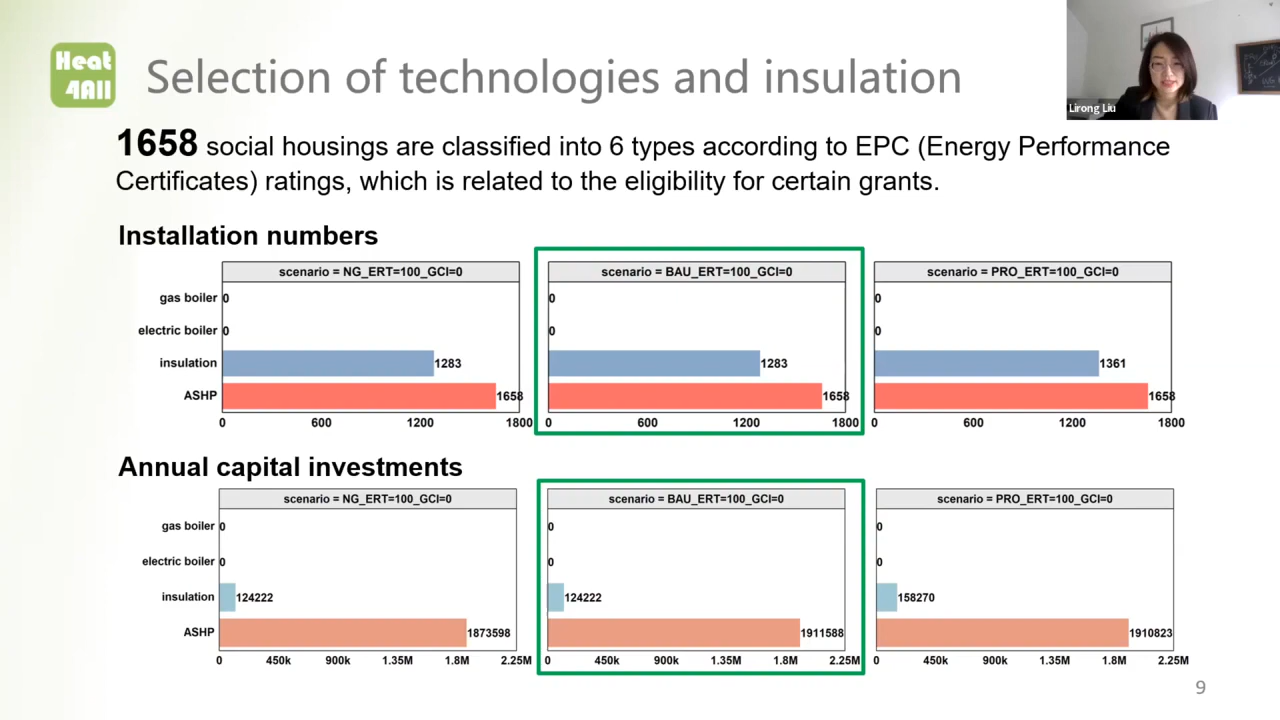 Heat
4All
Selection of technologies and insulation
Lirong Liu
1658 social housings are classified into 6 types according to EPC (Energy Performance
Certificates) ratings, which is related to the eligibility for certain grants.
Installation numbers
scenario = NG_ERT=100_GCI=0 scenario = BAU_ERT=100_GCI=0 scenario = PRO_ERT=100_GCI=0
gas boiler 0 0 0
electric boiler 0 0 0
insulation 1283 1283 1361
ASHP 1658 1658 1658
0 600 1200 1800 0 600 1200 1800 0 600 1200 1800
Annual capital investments
scenario = NG_ERT=100_GCI=0 scenario = BAU_ERT=100_GCI=0 scenario = PRO_ERT=100_GCI=0
gas boiler 0 0 0
electric boiler 0 0 0
insulation 124222 124222 158270
ASHP 1873598 1911588 1910823
0 450k 900k 1.35M 1.8M 2.25M 0 450k 900k 1.35M 1.8M 2.25M 0 450k 900k 1.35M 1.8M 2.25M
9